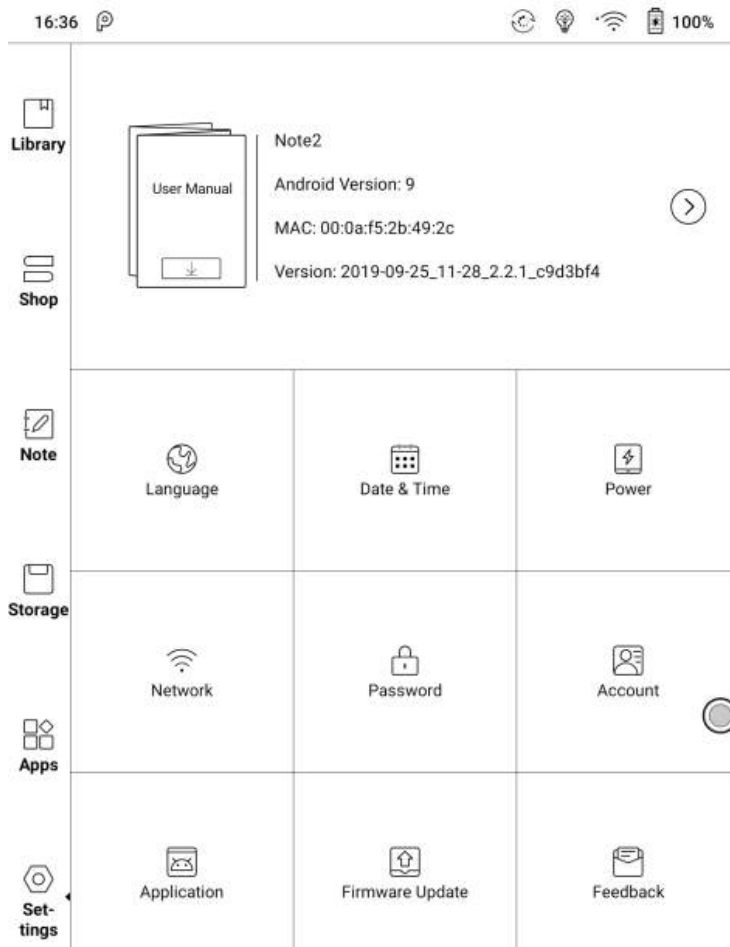 16:36
100%
Library
Shop
Note
Storage
Apps
Set-
tings
User Manual
Note2
Android Version: 9
MAC: 00:0a:f5:2b:49:2c
Version: 2019-09-25_11-28_2.2.1_c9d3bf4
Language
Date & Time
Power
Network
Password
Account
Application
Firmware Update
Feedback